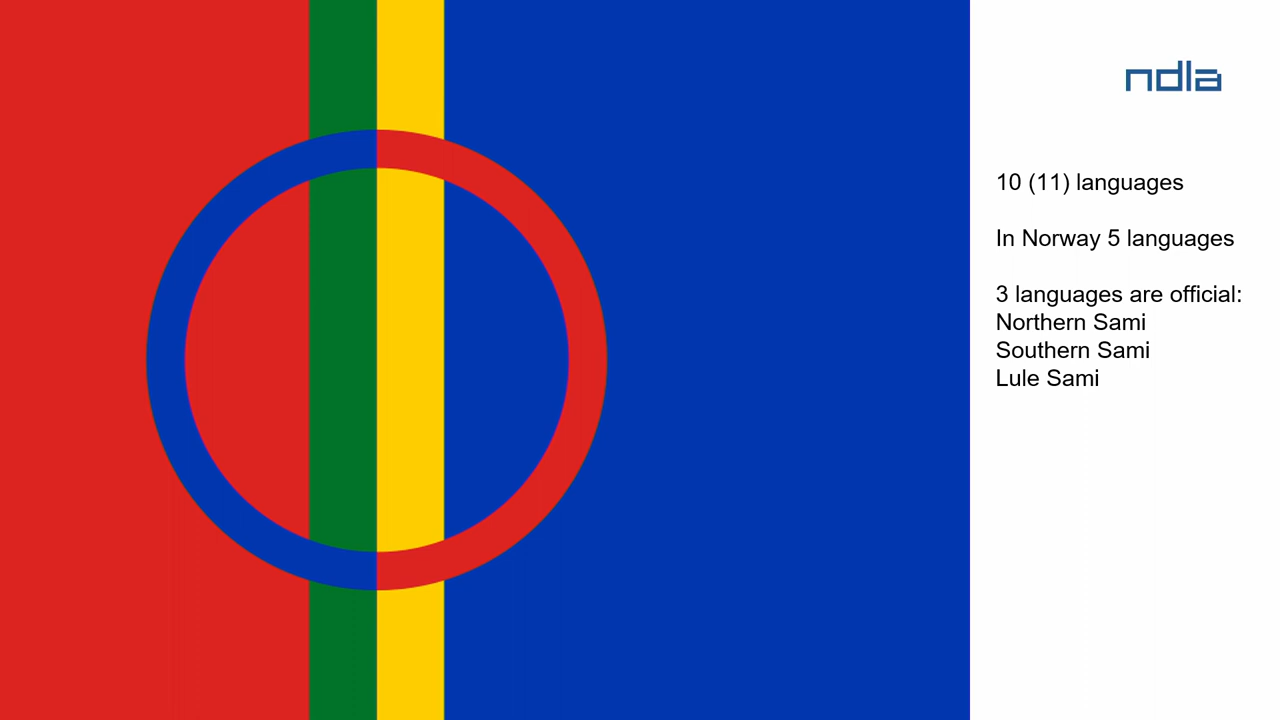 ndla
10 (11) languages
In Norway 5 languages
3 languages are official:
Northern Sami
Southern Sami
Lule Sami